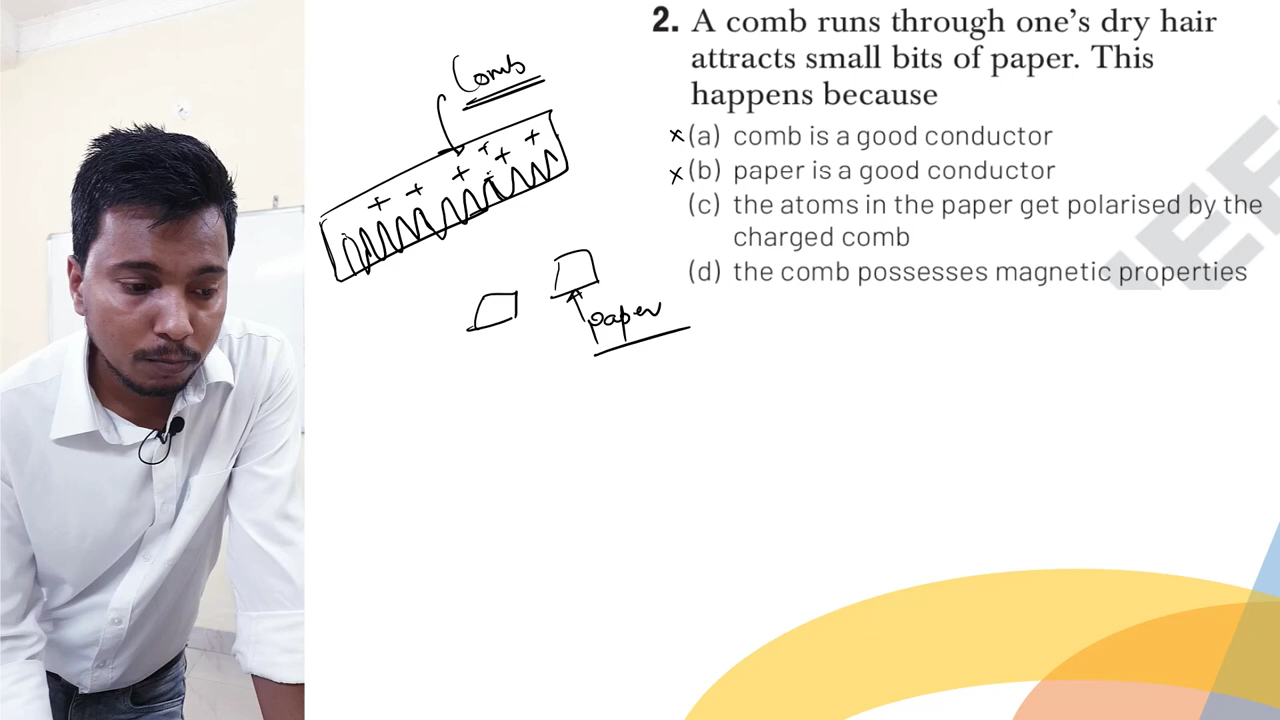 Comb
+ + + + + +
paper
2. A comb runs through one's dry hair
attracts small bits of paper. This
happens because
x (a) comb is a good conductor
x (b) paper is a good conductor
(c) the atoms in the paper get polarised by the
charged comb
(d) the comb possesses magnetic properties